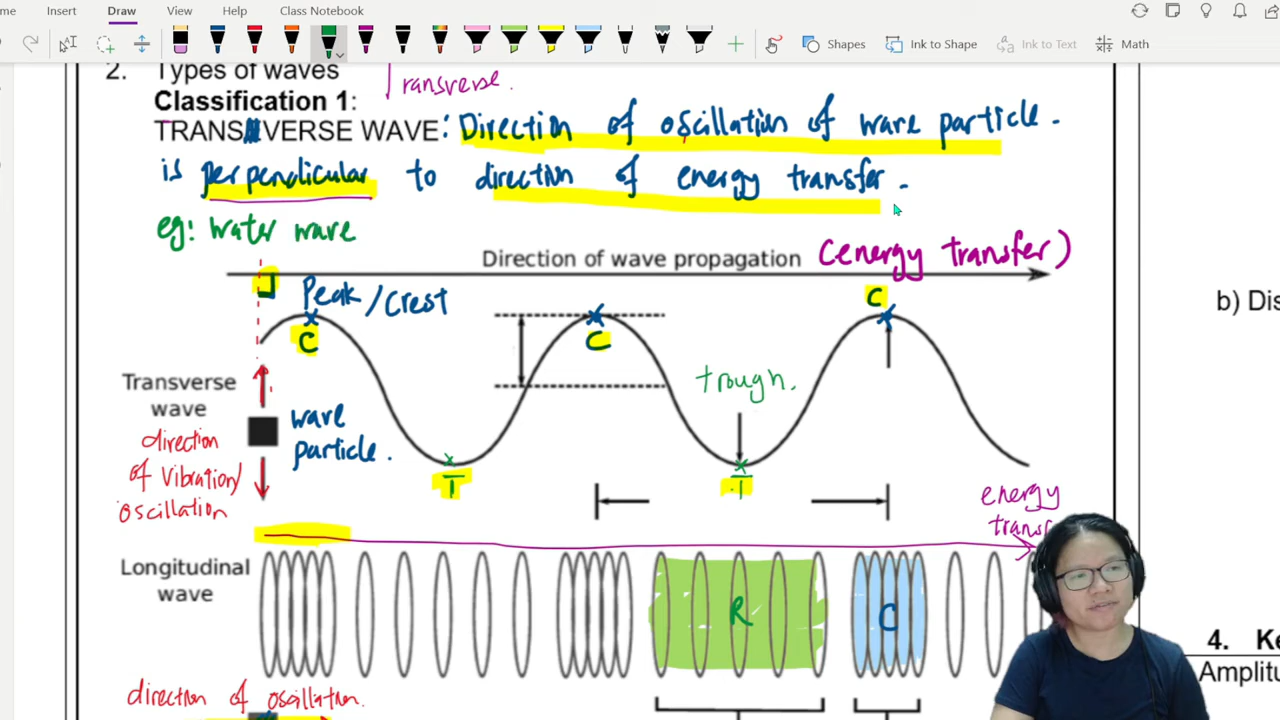 Insert Draw View Help Class Notebook
Shapes Ink to Shape Ink to Text Math
2. Types of waves
Transverse.
Classification 1:
TRANSVERSE WAVE: Direction of oscillation of wave particle.
is perpendicular to direction of energy transfer.
eg: Water wave
Direction of wave propagation (energy transfer)
Peak/Crest
C
C
C
trough.
Transverse
wave
wave
particle.
direction
of Vibration/
oscillation
T
T
energy
Longitudinal
wave
R
C
direction of oscillation.
b) Dis
4. Ke
Amplitu